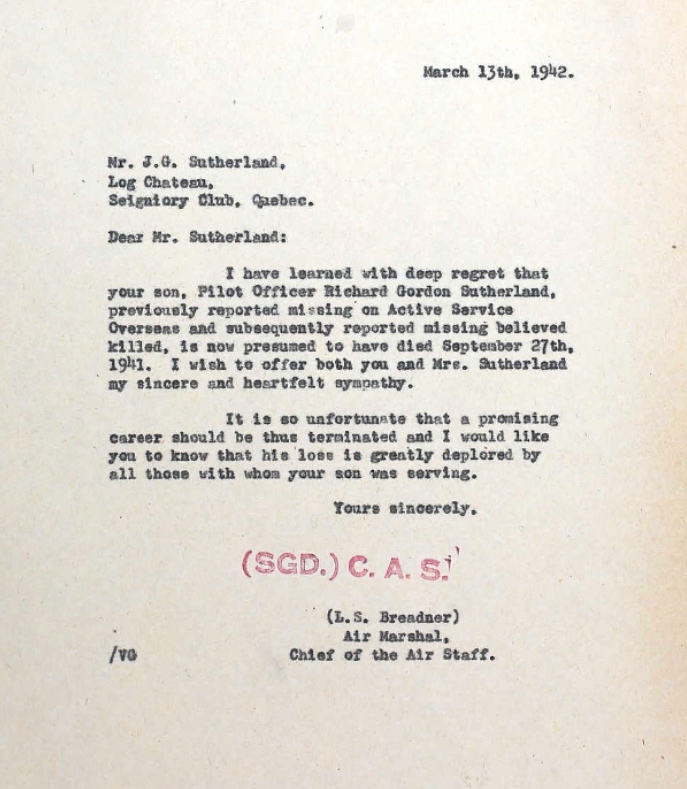 March 13th, 1942.
Mr. J.G. Sutherland,
Log Chateau,
Seigniory Club, Quebec.
Dear Mr. Sutherland:
I have learned with deep regret that
your son, Pilot Officer Richard Gordon Sutherland,
previously reported missing on Active Service
Overseas and subsequently reported missing believed
killed, is now presumed to have died September 27th,
1941. I wish to offer both you and Mrs. Sutherland
my sincere and heartfelt sympathy.
It is so unfortunate that a promising
career should be thus terminated and I would like
you to know that his loss is greatly deplored by
all those with whom your son was serving.
Yours sincerely,
(SGD.) C. A. S.
(L.S. Breadner)
Air Marshal,
/VG Chief of the Air Staff.